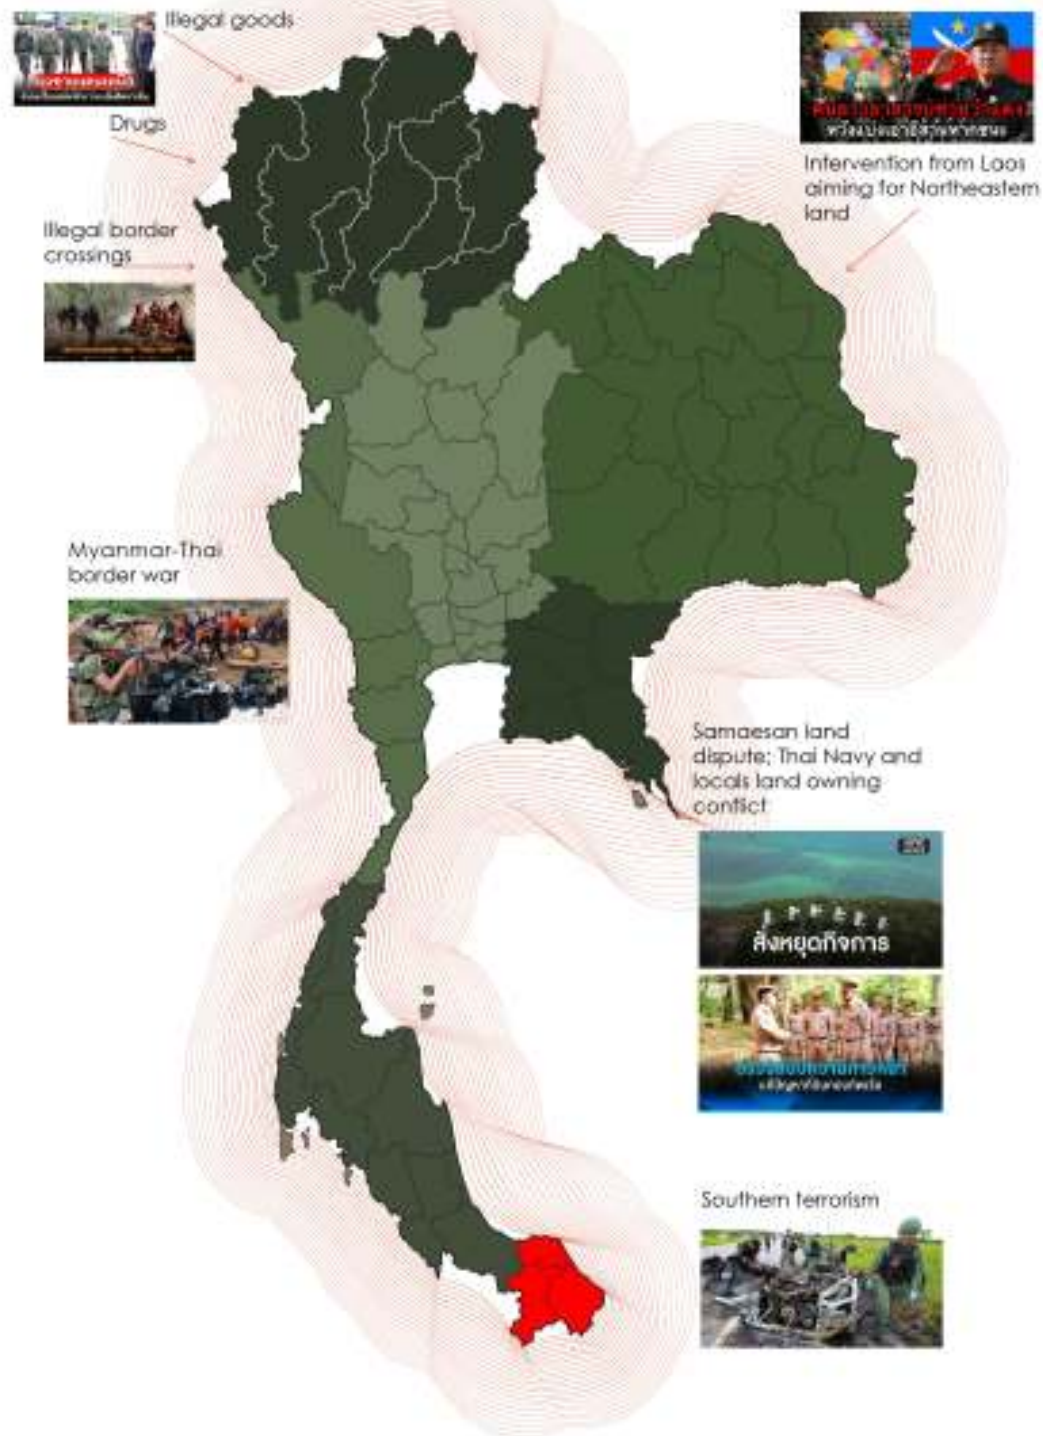 Illegal goods
Drugs
Illegal border
crossings
Intervention from Laos
aiming for Northeastern
land
Myanmar-Thai
border war
Samaesan land
dispute; Thai Navy and
locals land owning
conflict
สั่งหยุดกิจการ
Southern terrorism